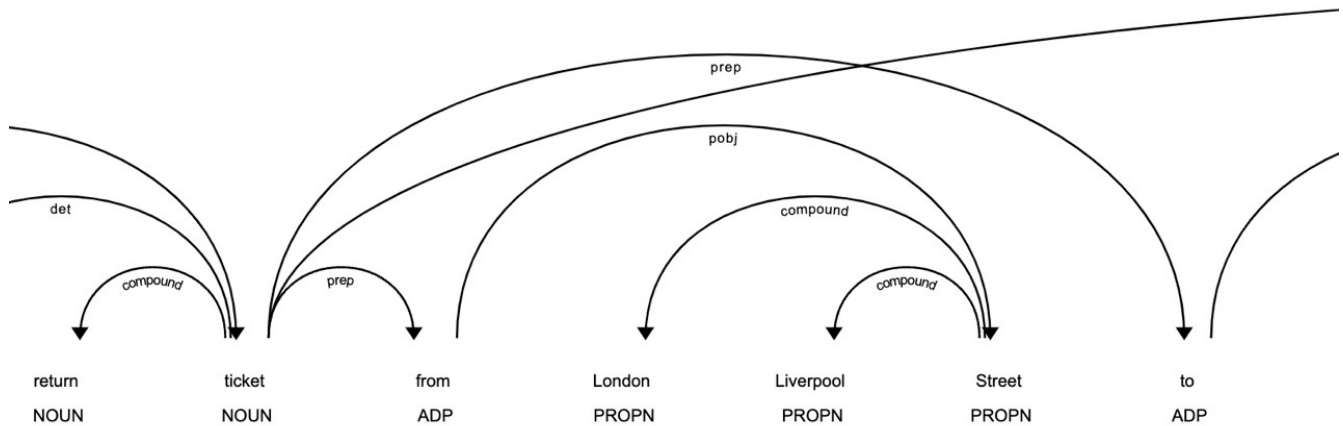 prep
pobj
det compound
compound prep compound
return ticket from London Liverpool Street to
NOUN NOUN ADP PROPN PROPN PROPN ADP